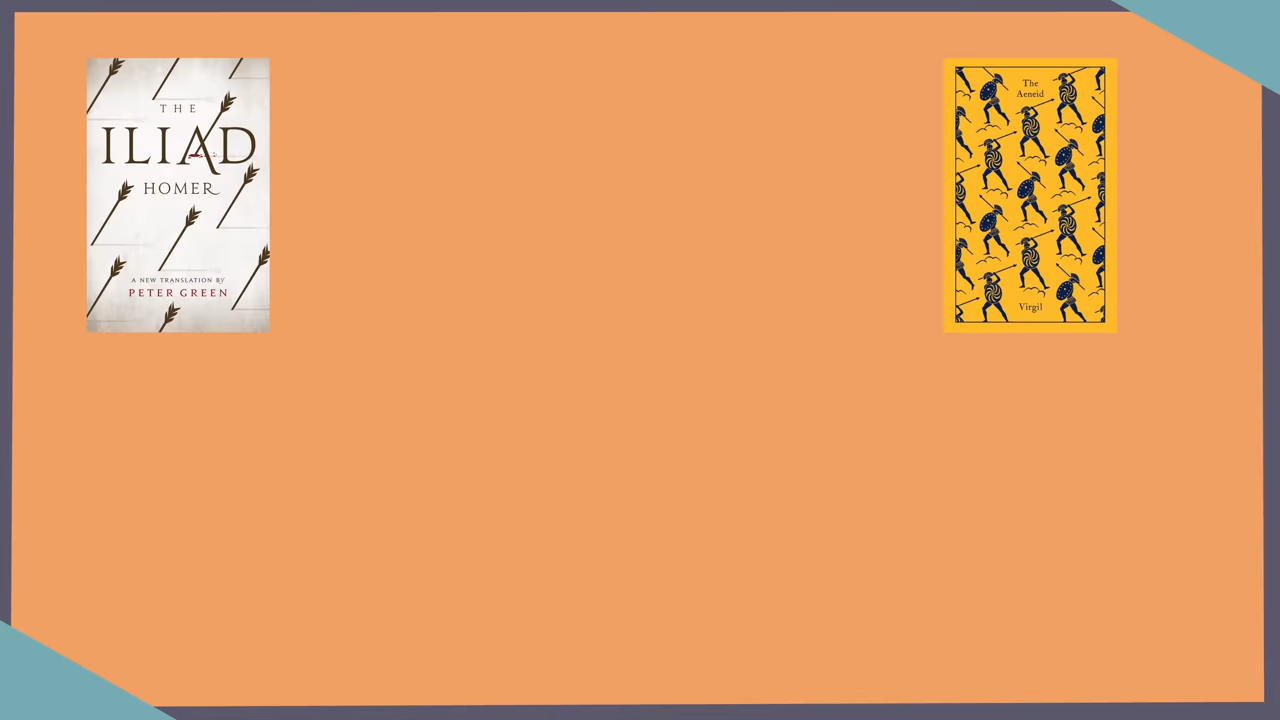 THE
ILIAD
HOMER
A NEW TRANSLATION BY
PETER GREEN
The
Aeneid
Virgil